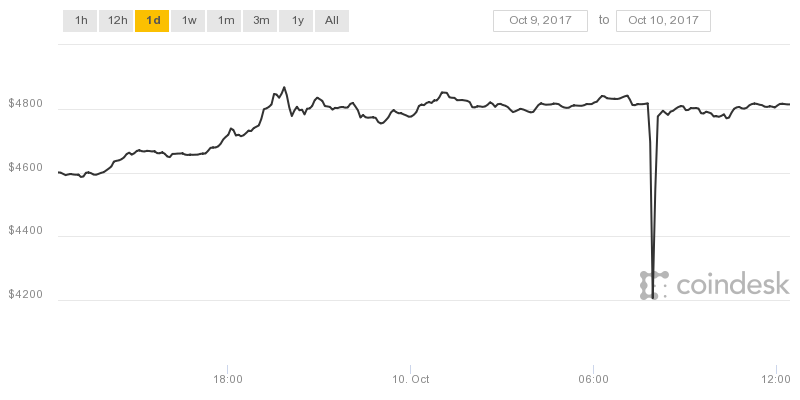 1h 12h 1d 1w 1m 3m 1y All Oct 9, 2017 to Oct 10, 2017
$4800
$4600
$4400
coindesk
$4200
18:00 10. Oct 06:00 12:00